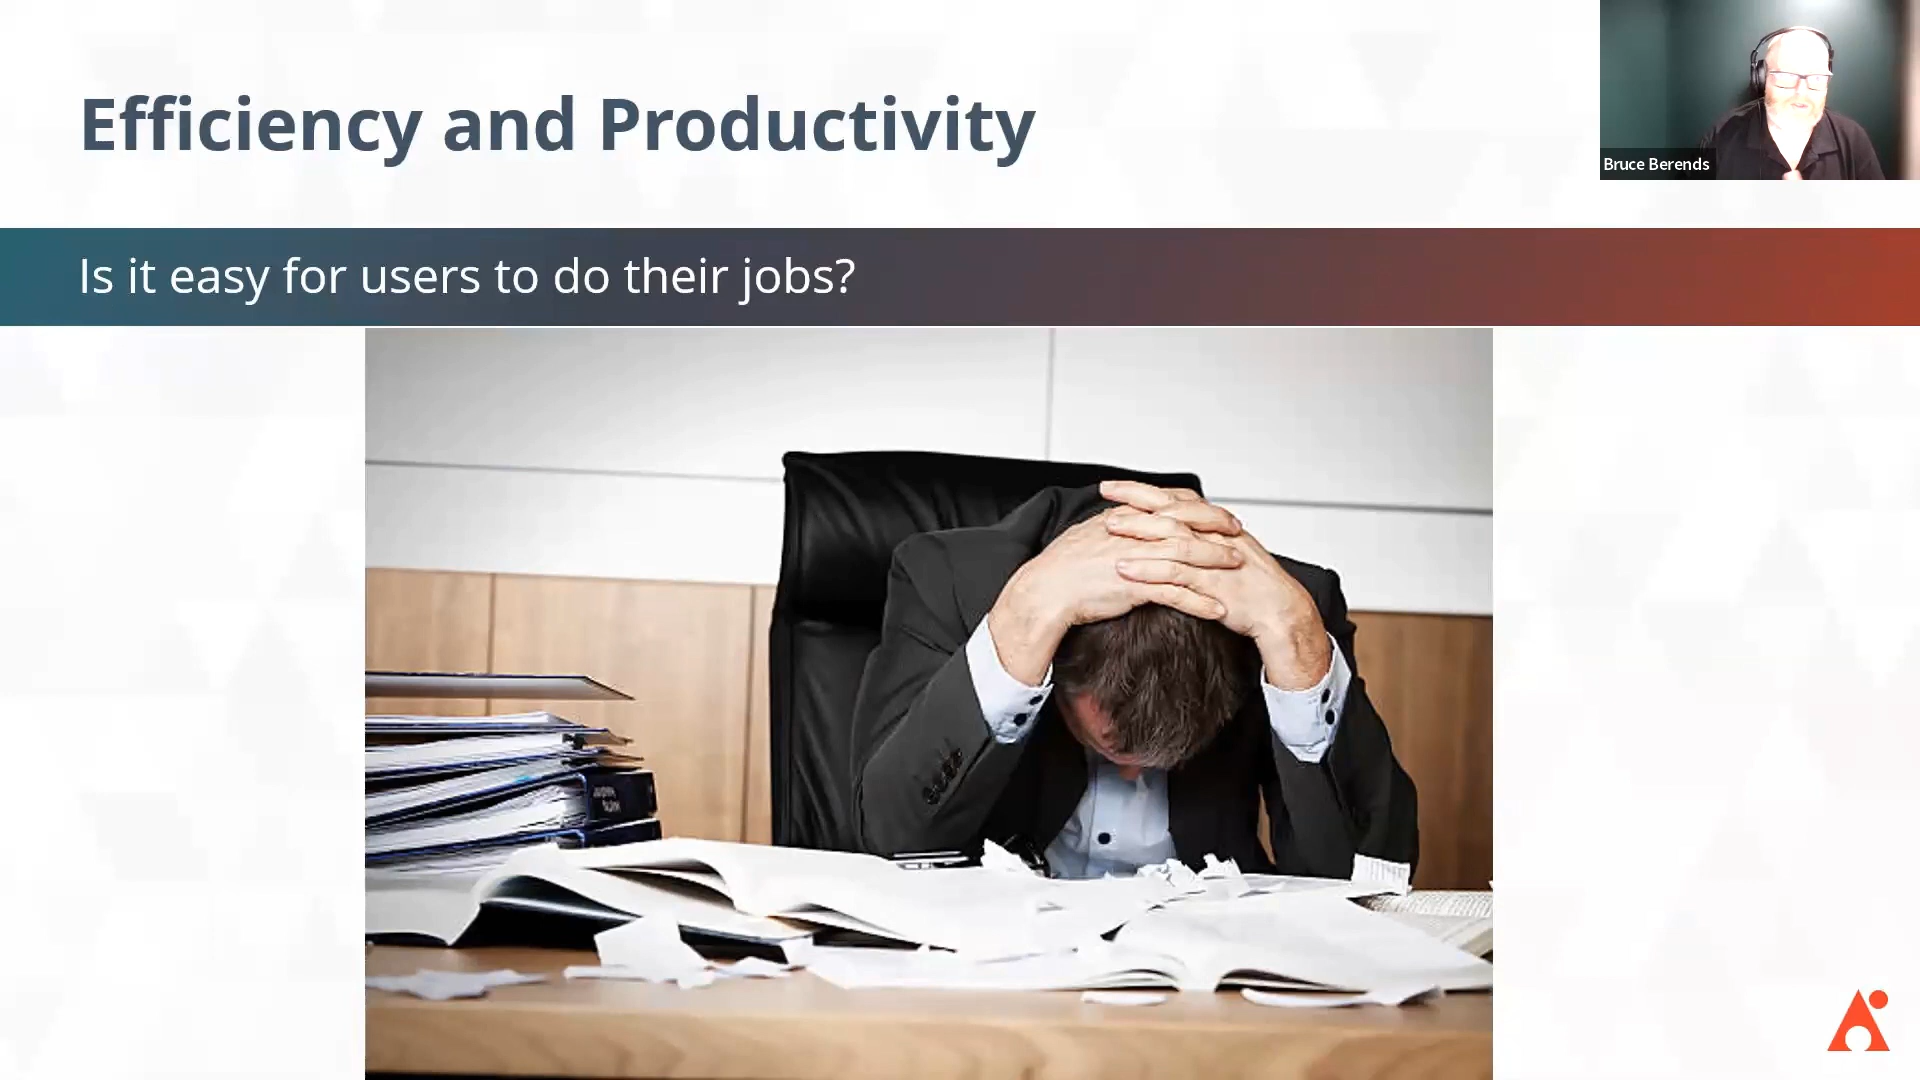 Efficiency and Productivity
Bruce Berends
Is it easy for users to do their jobs?